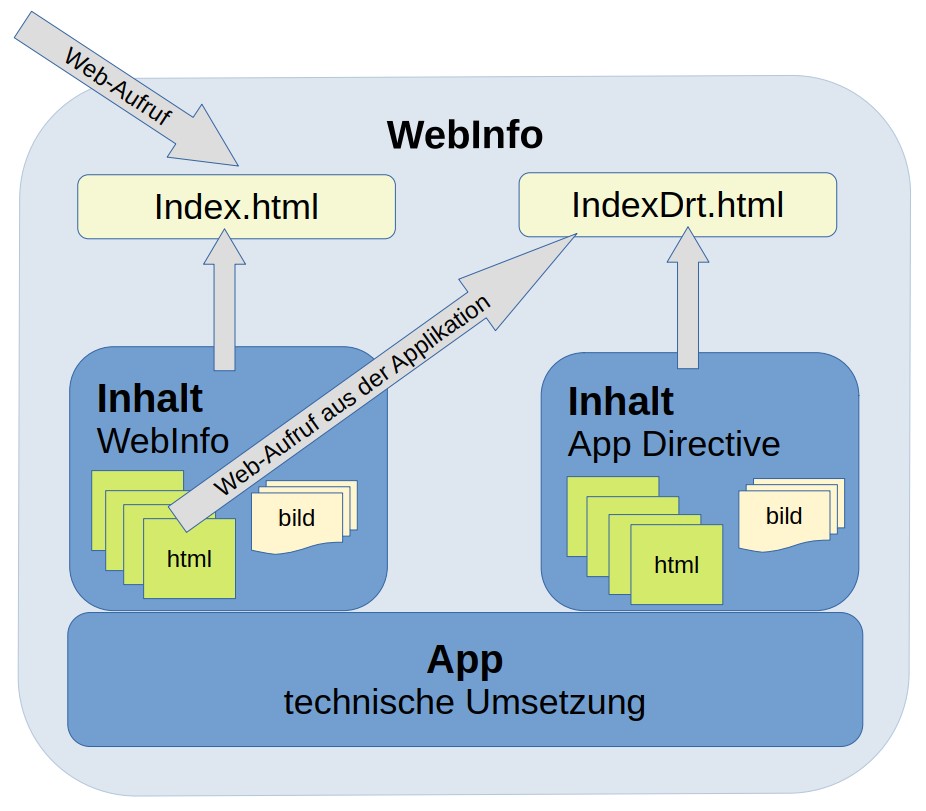 Web-Aufruf
WebInfo
Index.html
IndexDrt.html
Web-Aufruf aus der Applikation
Inhalt
WebInfo
html
bild
Inhalt
App Directive
html
bild
App
technische Umsetzung